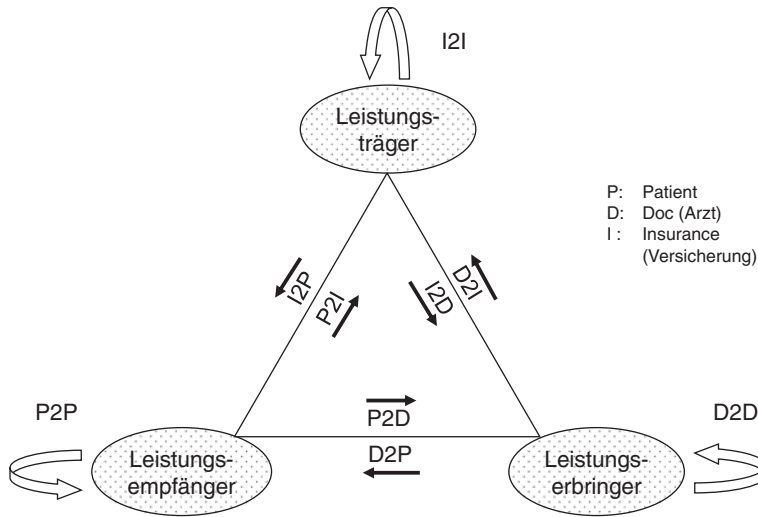 I2I
Leistungs-
träger
P: Patient
D: Doc (Arzt)
I : Insurance
(Versicherung)
I2P
P2I
I2D
D2I
P2P
P2D
D2D
D2P
Leistungs-
empfänger
Leistungs-
erbringer